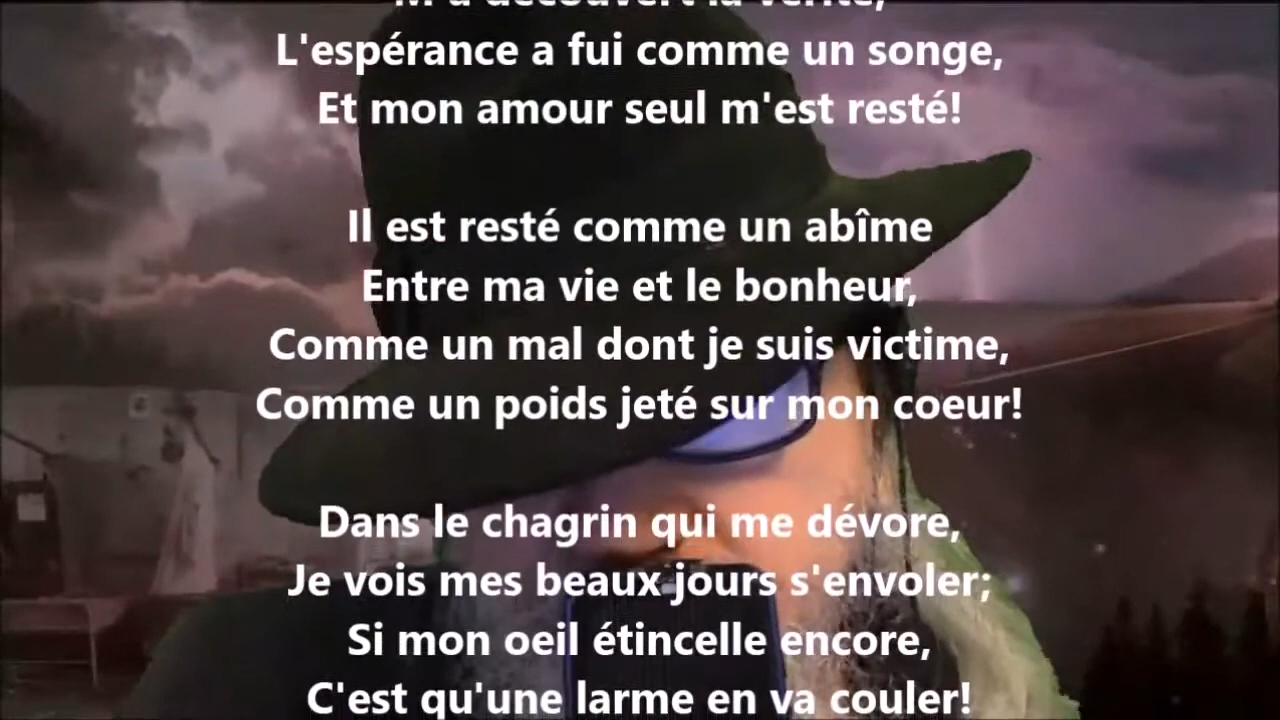 M'a découvert la vérité,
L'espérance a fui comme un songe,
Et mon amour seul m'est resté!
Il est resté comme un abîme
Entre ma vie et le bonheur,
Comme un mal dont je suis victime,
Comme un poids jeté sur mon coeur!
Dans le chagrin qui me dévore,
Je vois mes beaux jours s'envoler;
Si mon oeil étincelle encore,
C'est qu'une larme en va couler!